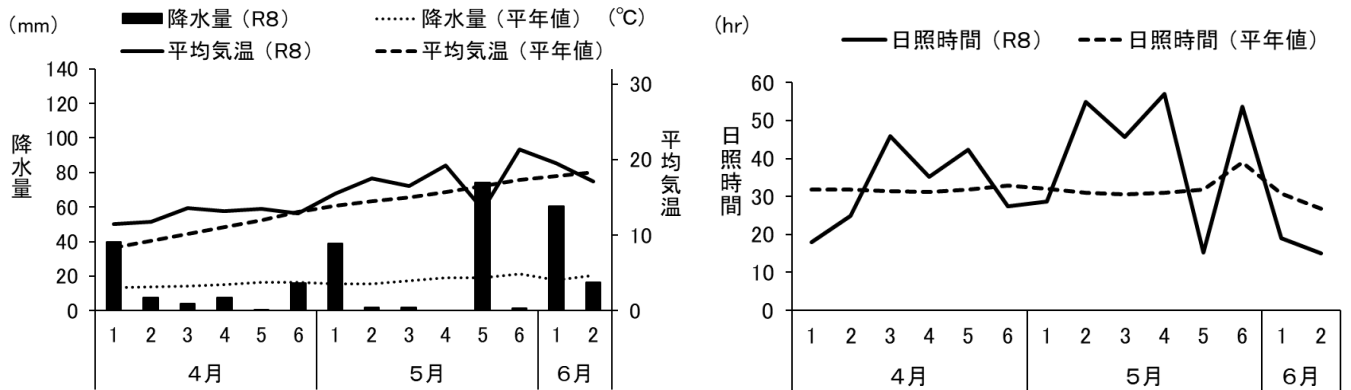 (mm)
降水量（R8）
降水量（平年値）
(℃)
平均気温（R8）
平均気温（平年値）
140
120
100
80
60
40
20
0
降水量
30
20
10
0
平均気温
1 2 3 4 5 6 1 2 3 4 5 6 1 2
4月 5月 6月
(hr)
日照時間（R8）
日照時間（平年値）
60
50
40
30
20
10
0
日照時間
1 2 3 4 5 6 1 2 3 4 5 6 1 2
4月 5月 6月